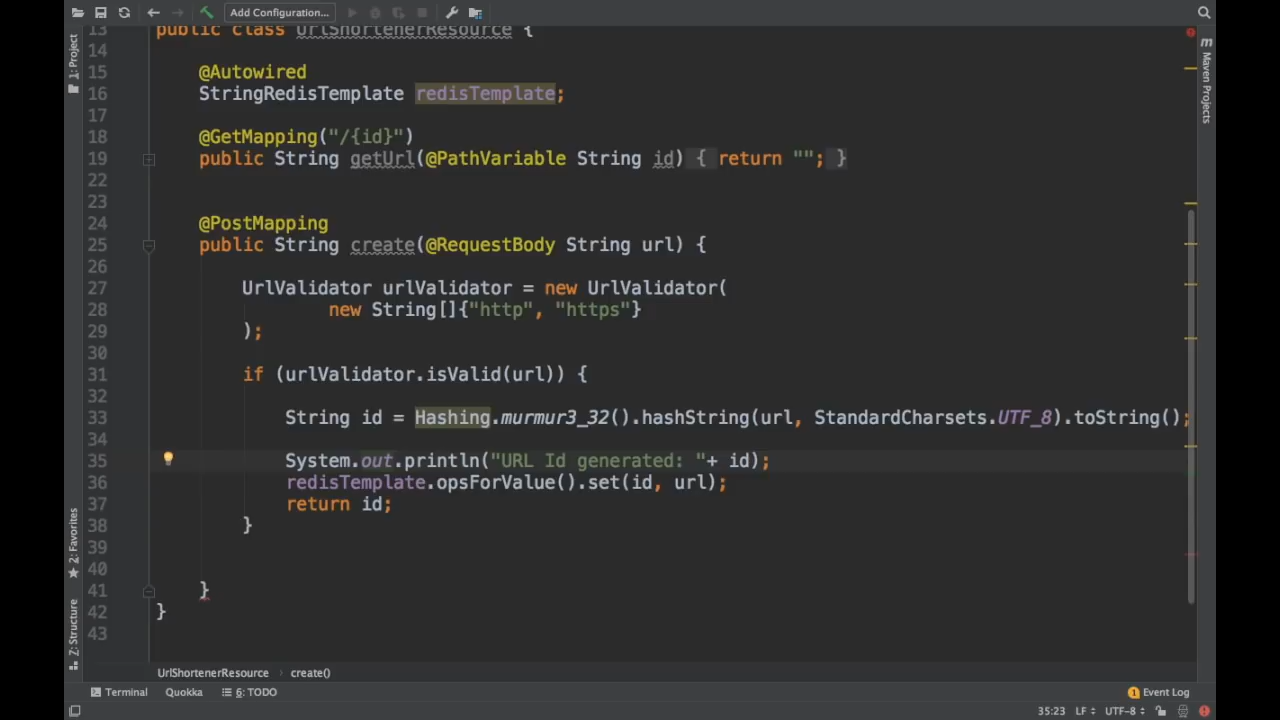 Add Configuration...
1: Project
Maven Projects
2: Favorites
Z: Structure
13 public class UrlShortenerResource {
14
15 @Autowired
16 StringRedisTemplate redisTemplate;
17
18 @GetMapping("/{id}")
19 public String getUrl(@PathVariable String id) { return ""; }
22
23
24 @PostMapping
25 public String create(@RequestBody String url) {
26
27 UrlValidator urlValidator = new UrlValidator(
28 new String[]{"http", "https"}
29 );
30
31 if (urlValidator.isValid(url)) {
32
33 String id = Hashing.murmur3_32().hashString(url, StandardCharsets.UTF_8).toString();
34
35 System.out.println("URL Id generated: "+ id);
36 redisTemplate.opsForValue().set(id, url);
37 return id;
38 }
39
40
41 }
42 }
43
UrlShortenerResource › create()
Terminal Quokka 6: TODO 1 Event Log
35:23 LF UTF-8